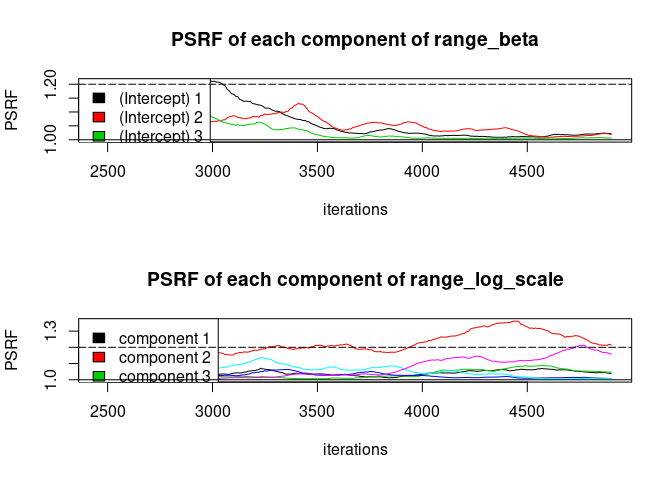 PSRF of each component of range_beta
PSRF
1.00 1.20
(Intercept) 1
(Intercept) 2
(Intercept) 3
2500 3000 3500 4000 4500
iterations
PSRF of each component of range_log_scale
PSRF
1.0 1.3
component 1
component 2
component 3
2500 3000 3500 4000 4500
iterations